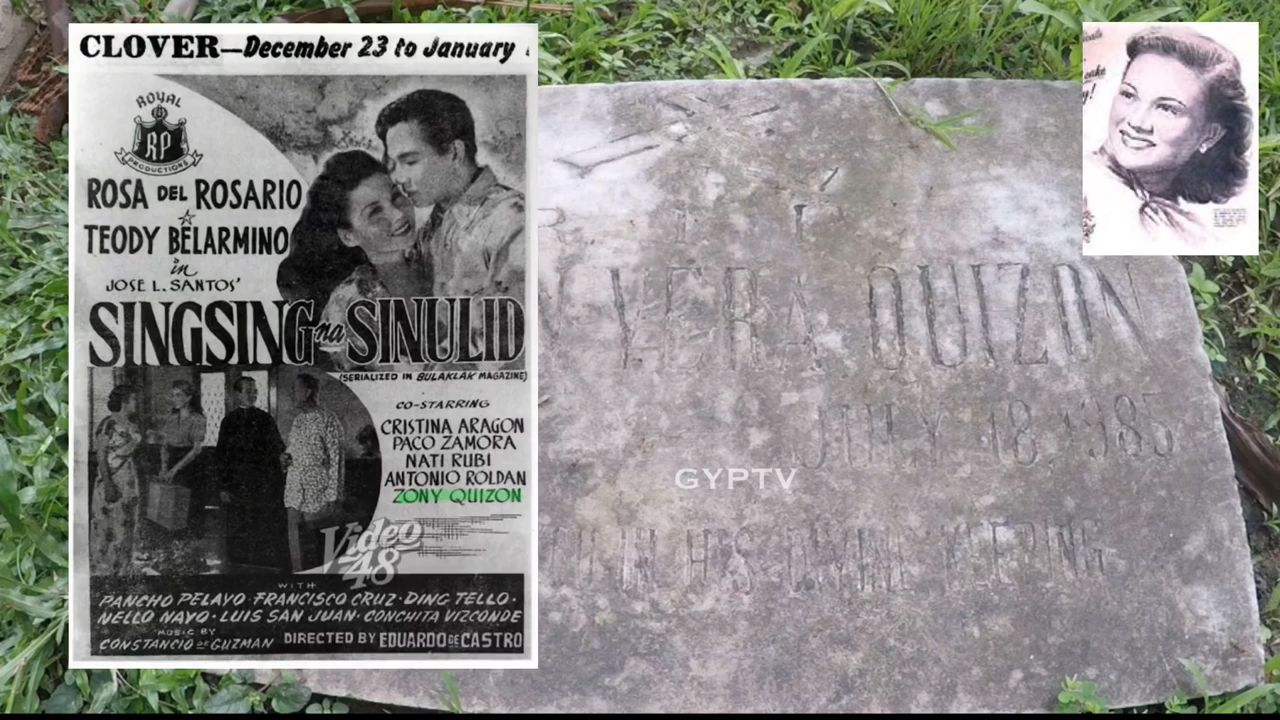 CLOVER—December 23 to January
ROYAL
RP
PRODUCTIONS
ROSA DEL ROSARIO
TEODY BELARMINO
in
JOSE L. SANTOS'
SINGSING na SINULID
(SERIALIZED IN BULAKLAK MAGAZINE)
CO-STARRING
CRISTINA ARAGON
PACO ZAMORA
NATI RUBI
ANTONIO ROLDAN
ZONY QUIZON
Video 48
WITH
PANCHO PELAYO · FRANCISCO CRUZ · DING TELLO ·
NELLO NAYO · LUIS SAN JUAN · CONCHITA VIZCONDE
MUSIC BY
CONSTANCIO DE GUZMAN
DIRECTED BY EDUARDO DE CASTRO
VERA QUIZON
JULY 18, 1985
GYPTV
IN HIS KEEPING